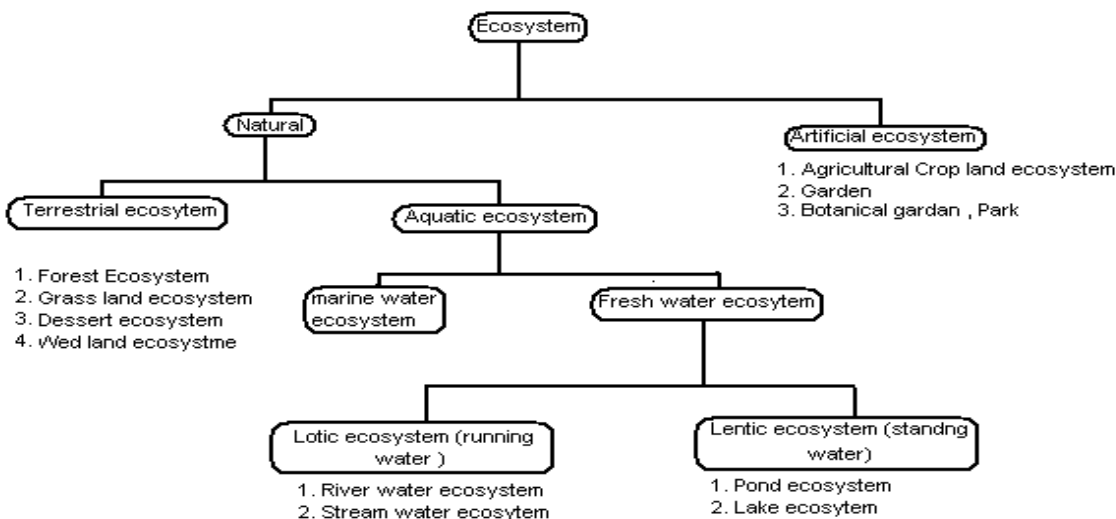 Ecosystem
Natural
Artificial ecosystem
1. Agricultural Crop land ecosystem
2. Garden
3. Botanical gardan , Park
Terrestrial ecosytem
Aquatic ecosystem
1. Forest Ecosystem
2. Grass land ecosystem
3. Dessert ecosystem
4. Wed land ecosystme
marine water
ecosystem
Fresh water ecosytem
Lotic ecosystem (running
water )
Lentic ecosystem (standng
water)
1. River water ecosystem
2. Stream water ecosytem
1. Pond ecosystem
2. Lake ecosytem